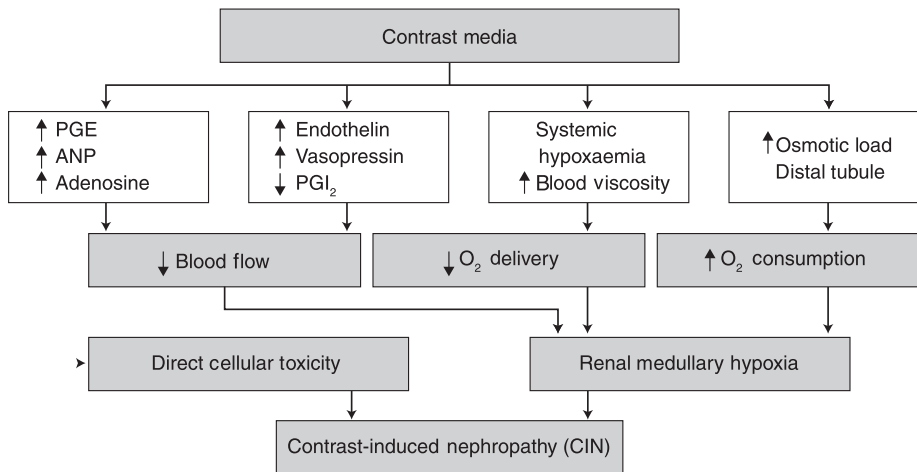 Contrast media
↑ PGE
↑ ANP
↑ Adenosine
↑ Endothelin
↑ Vasopressin
↓ PGI₂
Systemic
hypoxaemia
↑ Blood viscosity
↑ Osmotic load
Distal tubule
↓ Blood flow
↓ O₂ delivery
↑ O₂ consumption
Direct cellular toxicity
Renal medullary hypoxia
Contrast-induced nephropathy (CIN)